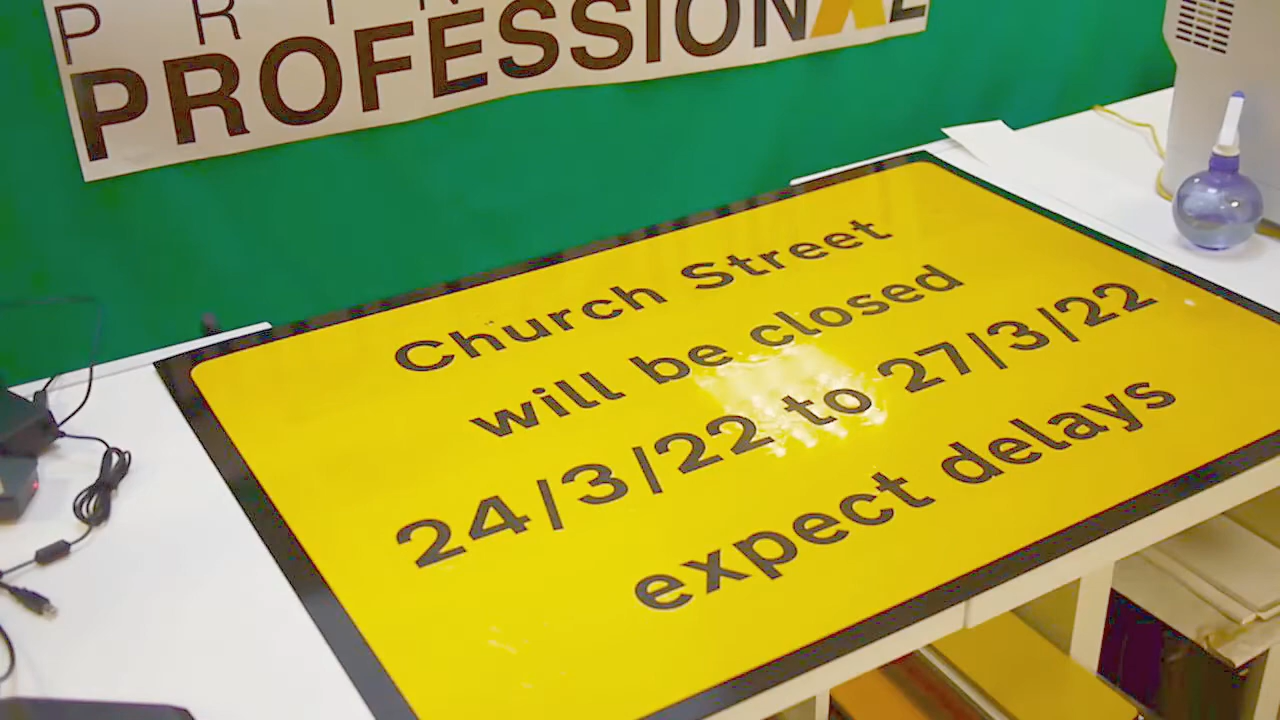 PROFESSIONAL
Church Street
will be closed
24/3/22 to 27/3/22
expect delays